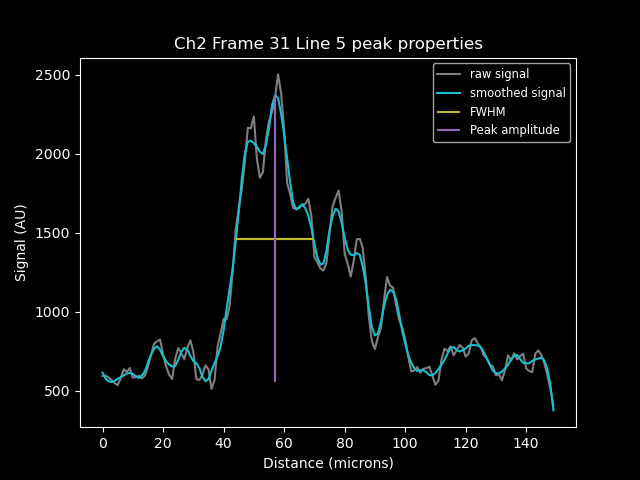 Ch2 Frame 31 Line 5 peak properties
raw signal
smoothed signal
FWHM
Peak amplitude
Signal (AU)
2500
2000
1500
1000
500
0 20 40 60 80 100 120 140
Distance (microns)